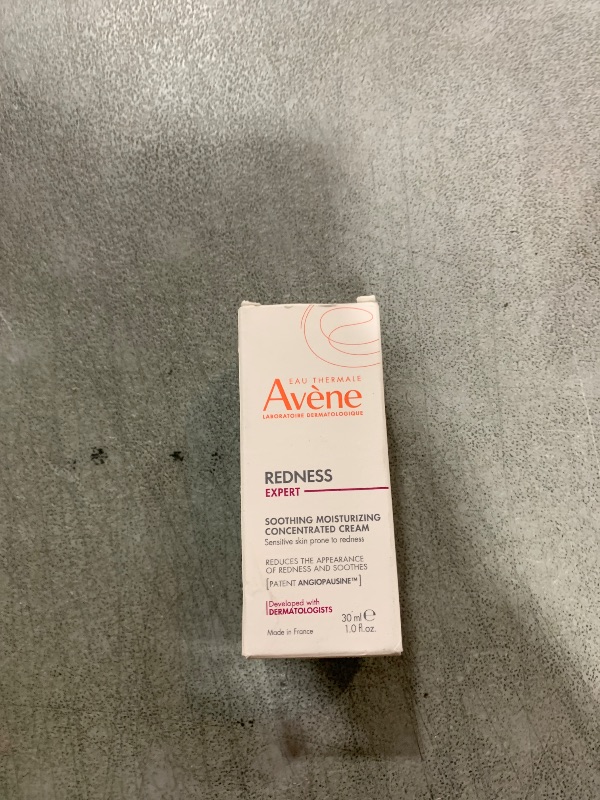 EAU THERMALE
Avène
LABORATOIRE DERMATOLOGIQUE
REDNESS
EXPERT
SOOTHING MOISTURIZING
CONCENTRATED CREAM
Sensitive skin prone to redness
REDUCES THE APPEARANCE
OF REDNESS AND SOOTHES
[PATENT ANGIOPAUSINE™]
Developed with
DERMATOLOGISTS
30 ml ℮
1.0 fl.oz.
Made in France